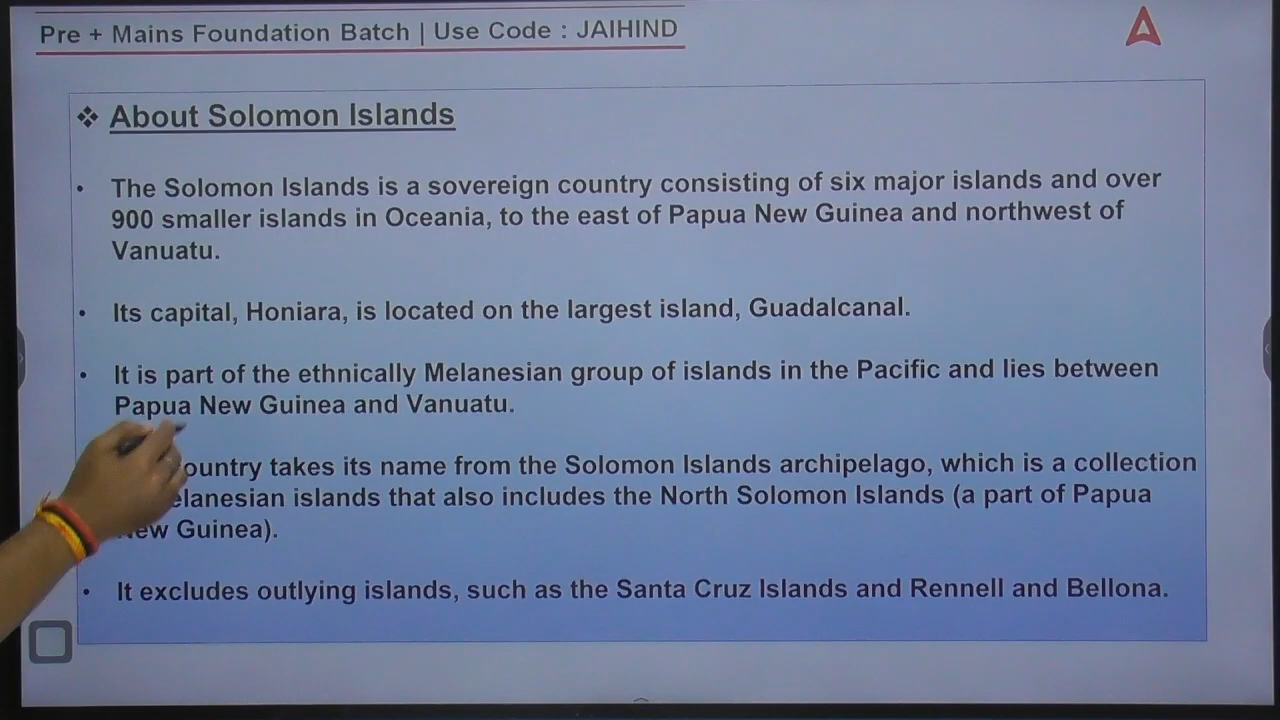 Pre + Mains Foundation Batch | Use Code : JAIHIND
❖ About Solomon Islands
• The Solomon Islands is a sovereign country consisting of six major islands and over
900 smaller islands in Oceania, to the east of Papua New Guinea and northwest of
Vanuatu.
• Its capital, Honiara, is located on the largest island, Guadalcanal.
• It is part of the ethnically Melanesian group of islands in the Pacific and lies between
Papua New Guinea and Vanuatu.
ountry takes its name from the Solomon Islands archipelago, which is a collection
elanesian islands that also includes the North Solomon Islands (a part of Papua
New Guinea).
• It excludes outlying islands, such as the Santa Cruz Islands and Rennell and Bellona.